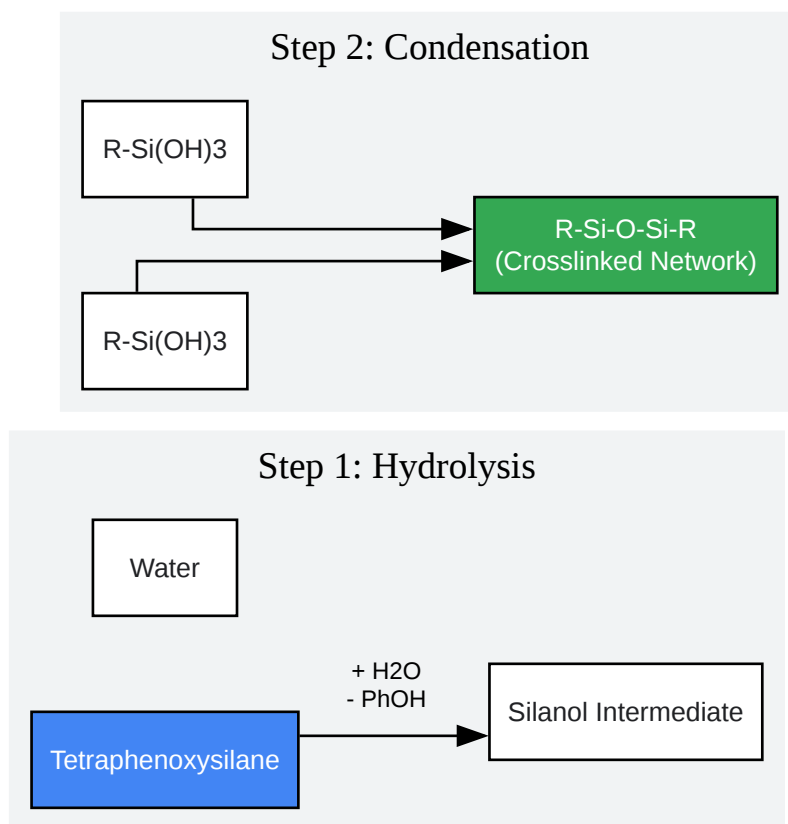 Step 2: Condensation
R-Si(OH)3
R-Si-O-Si-R
(Crosslinked Network)
R-Si(OH)3
Step 1: Hydrolysis
Water
+ H2O
- PhOH
Silanol Intermediate
Tetraphenoxysilane